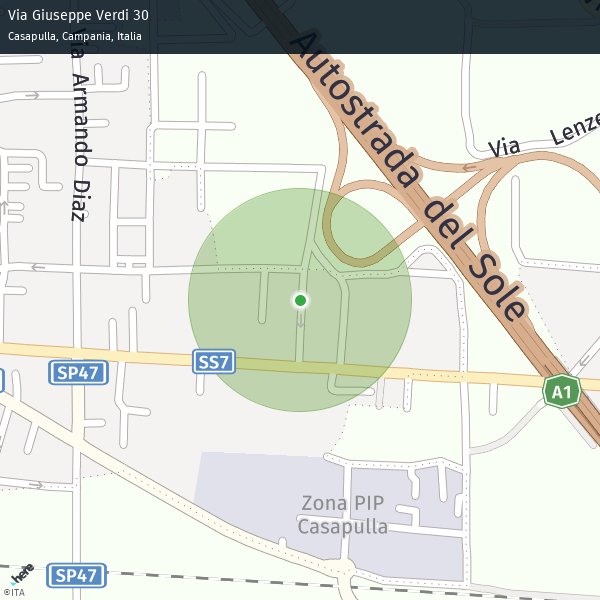 Via Giuseppe Verdi 30
Casapulla, Campania, Italia
Via Armando Diaz
Autostrada del Sole
Via Lenze
SS7
SP47
A1
Zona PIP
Casapulla
SP47
here
©ITA